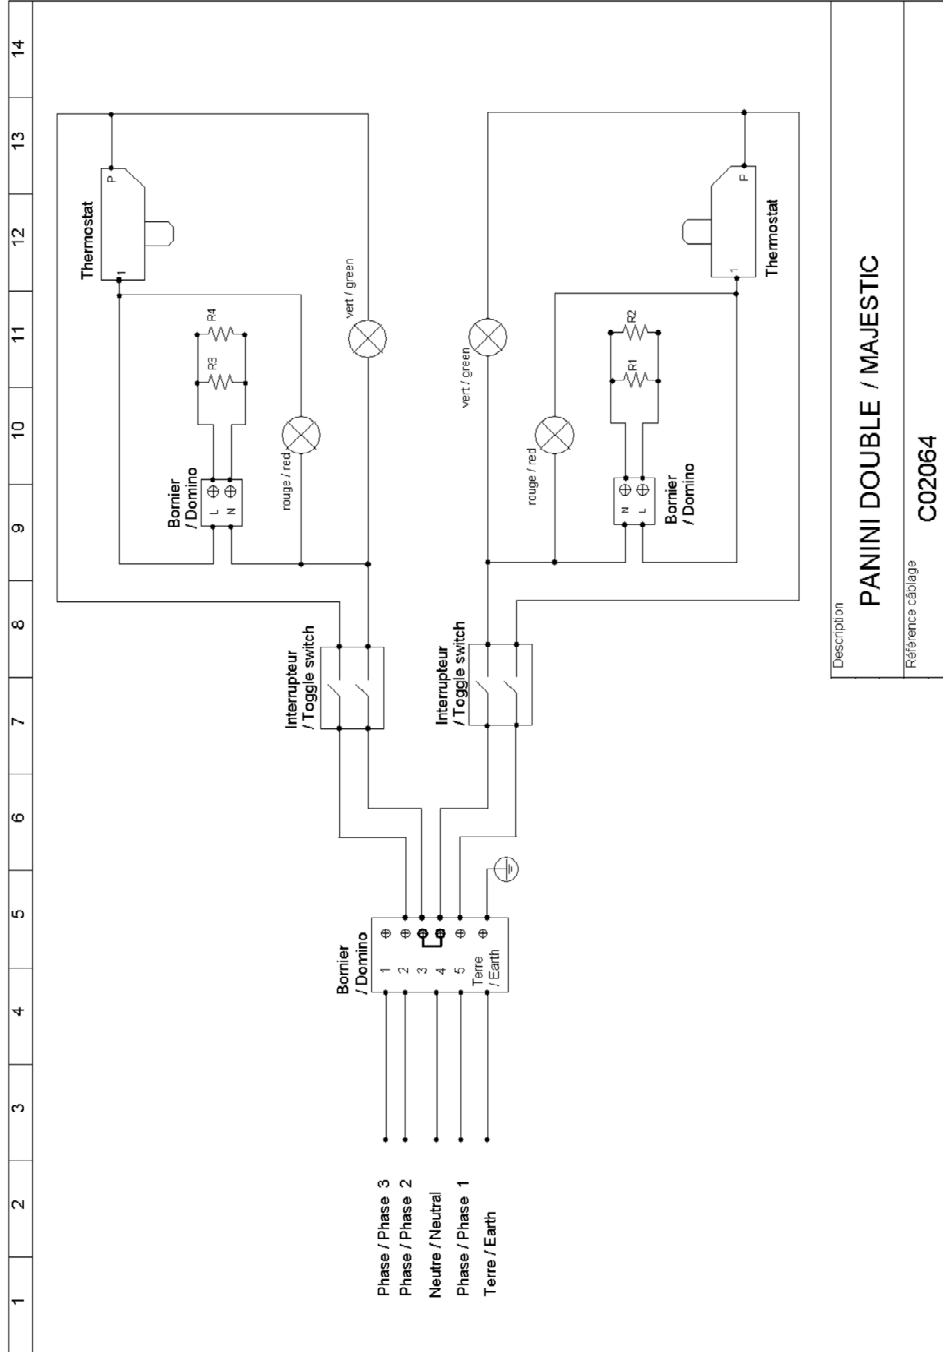 1 2 3 4 5 6 7 8 9 10 11 12 13 14
Thermostat
P
1
R3
R4
vert / green
rouge / red
Bornier
/ Domino
L
N
Interrupteur
/ Toggle switch
Bornier
/ Domino
1
2
3
4
5
Terre
/ Earth
Phase / Phase 3
Phase / Phase 2
Neutre / Neutral
Phase / Phase 1
Terre / Earth
Interrupteur
/ Toggle switch
vert / green
rouge / red
R1
R2
N
L
Bornier
/ Domino
P
1
Thermostat
Description
PANINI DOUBLE / MAJESTIC
Référence câblage
C02064